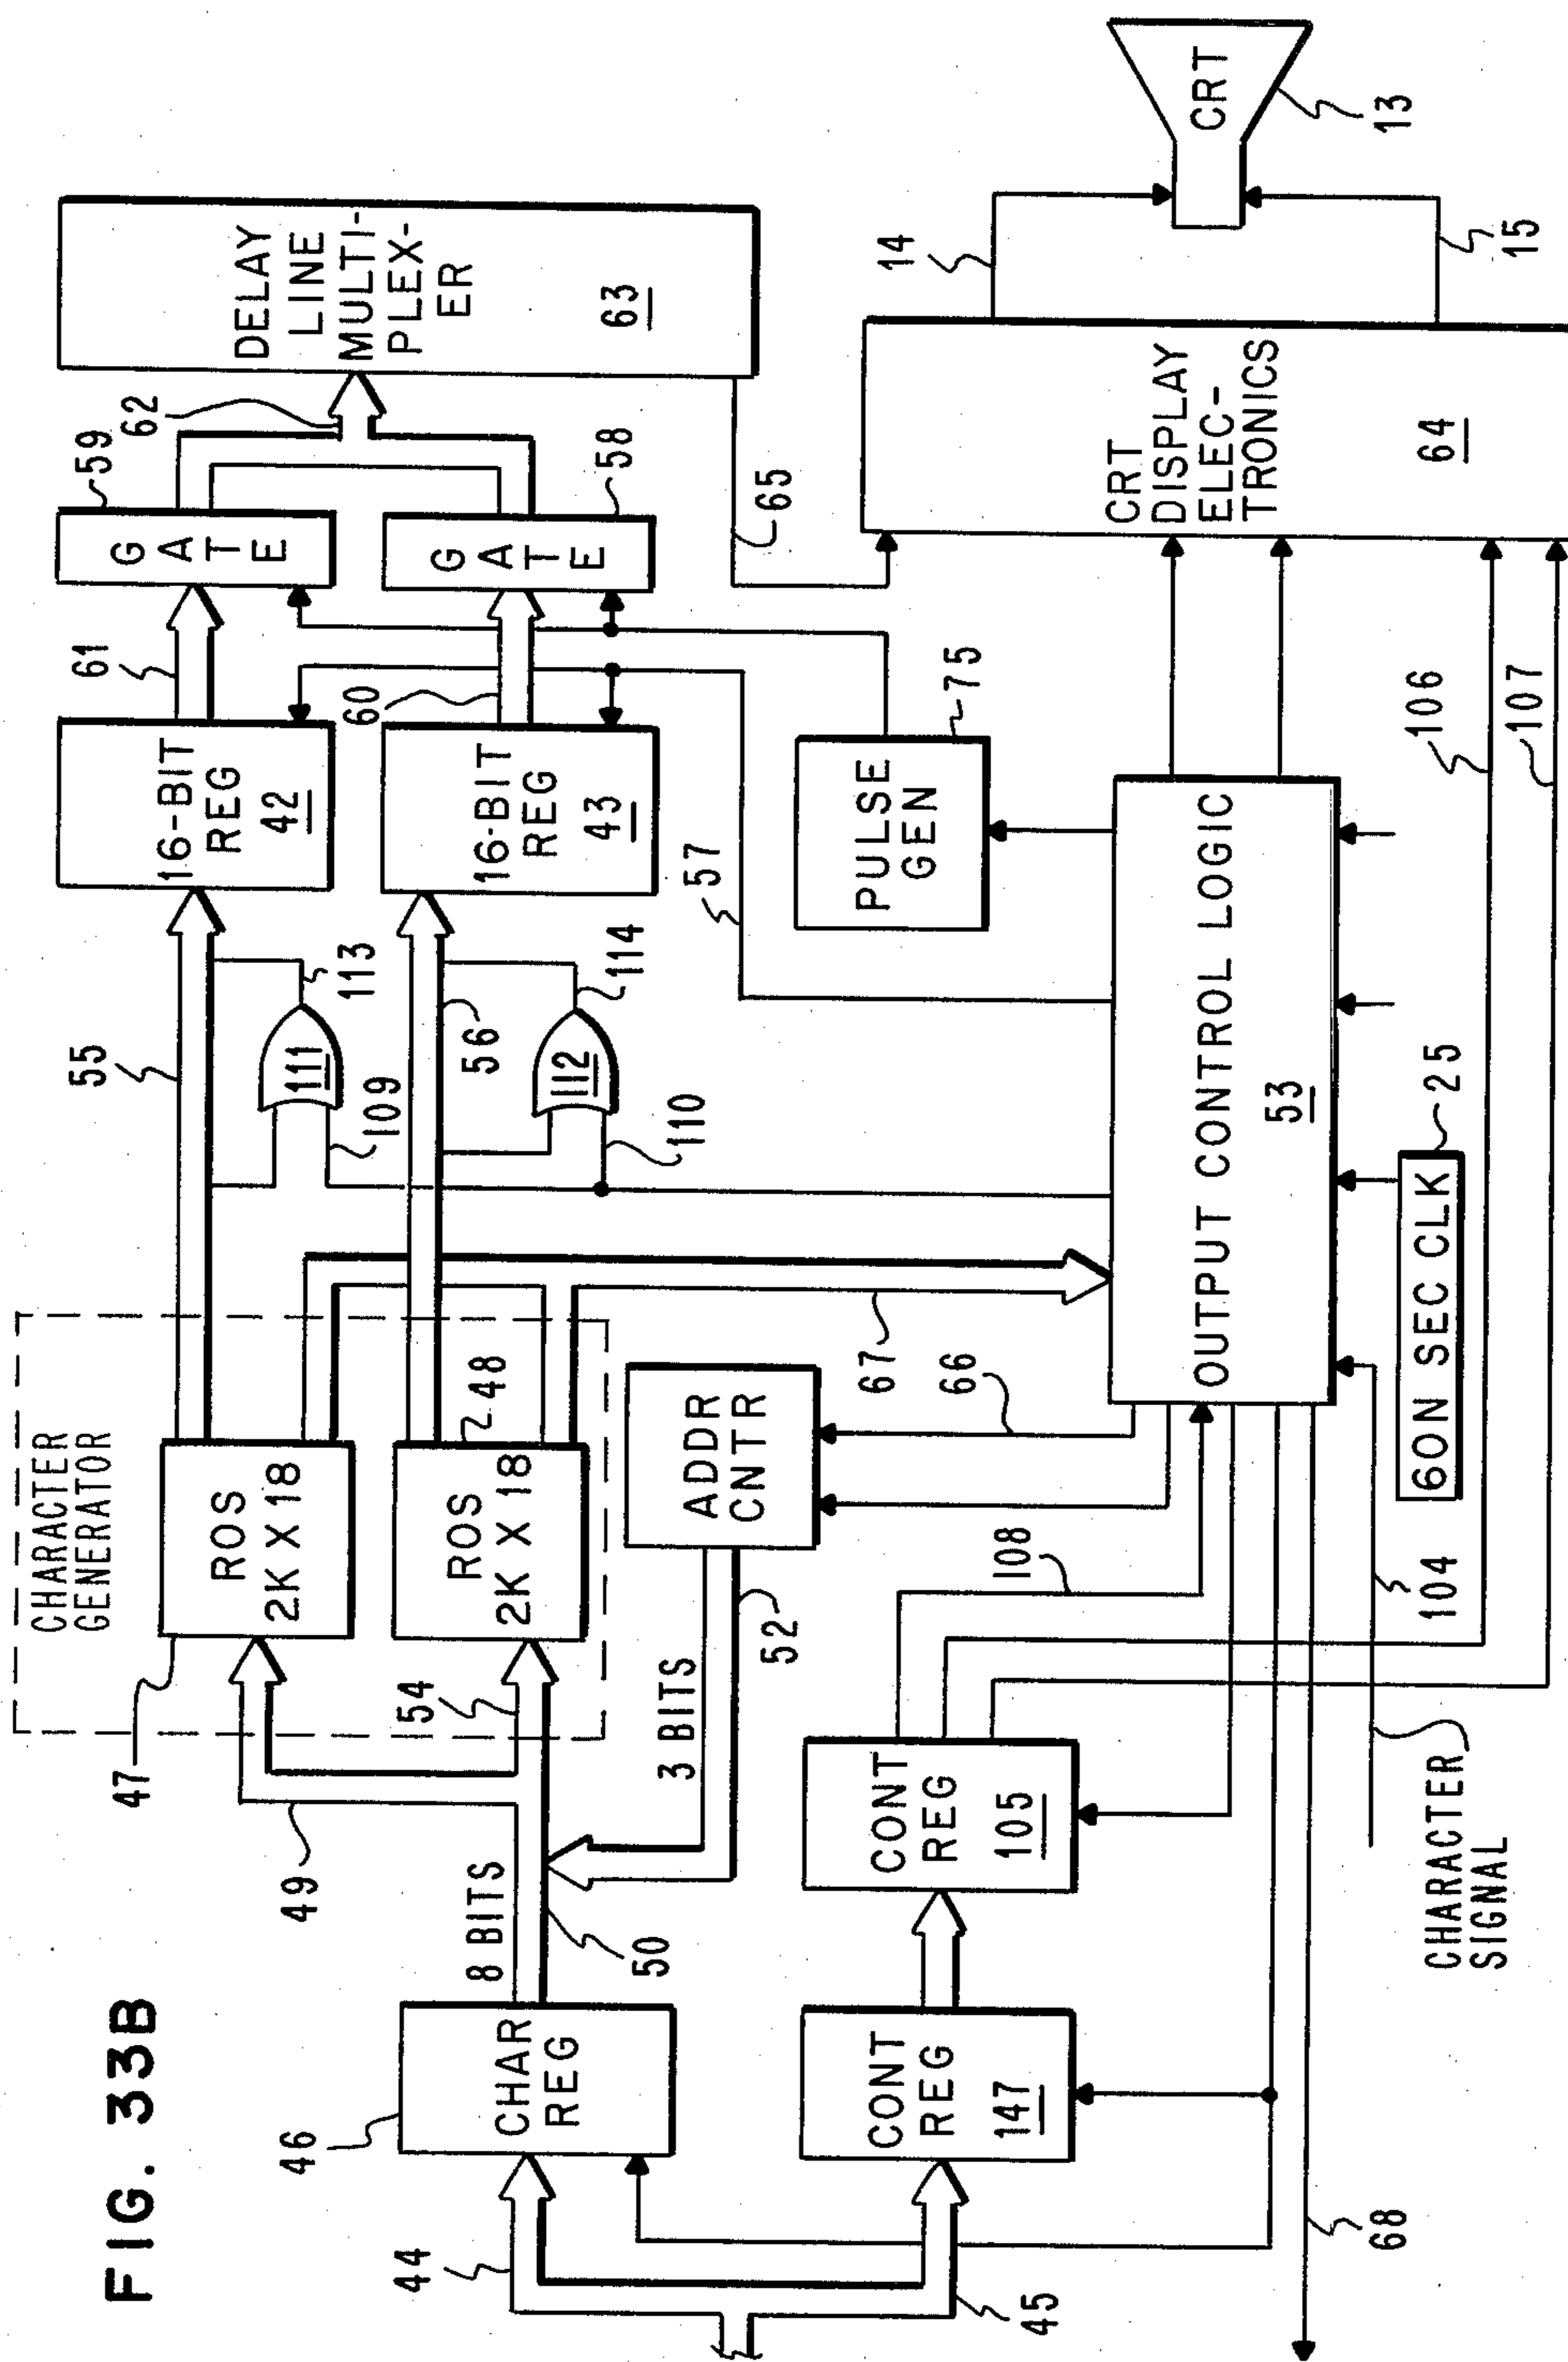 FIG. 33B
44
45
46
CHAR
REG
CONT
REG
147
8 BITS
50
49
47
154
CHARACTER
GENERATOR
ROS
2K X 18
ROS
2K X 18
48
3 BITS
52
ADDR
CNTR
CONT
REG
105
108
66
67
68
55
56
109
110
111
112
113
114
57
16-BIT
REG
42
16-BIT
REG
43
61
60
GATE
59
GATE
58
62
DELAY
LINE
MULTI-
PLEX-
ER
63
65
PULSE
GEN
75
OUTPUT CONTROL LOGIC
53
60N SEC CLK
25
104
CHARACTER
SIGNAL
106
107
CRT
DISPLAY
ELEC-
TRONICS
64
14
15
CRT
13